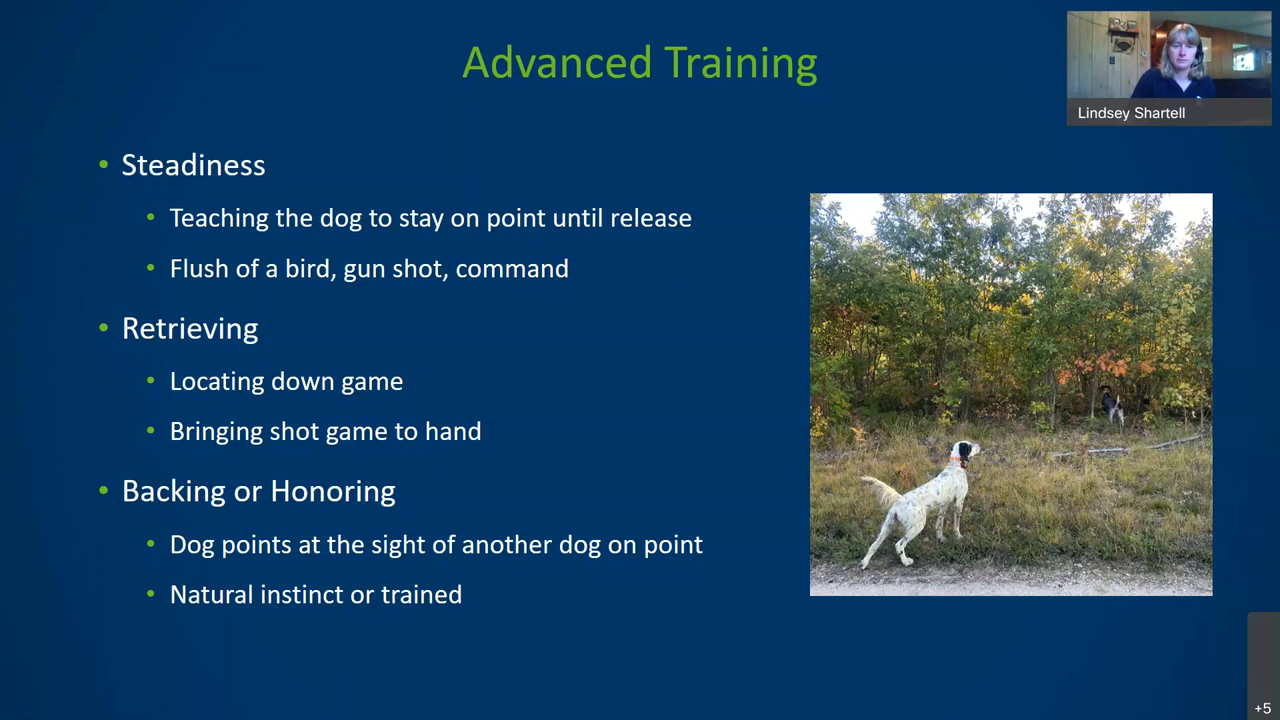 Advanced Training
Lindsey Shartell
• Steadiness
• Teaching the dog to stay on point until release
• Flush of a bird, gun shot, command
• Retrieving
• Locating down game
• Bringing shot game to hand
• Backing or Honoring
• Dog points at the sight of another dog on point
• Natural instinct or trained
+5